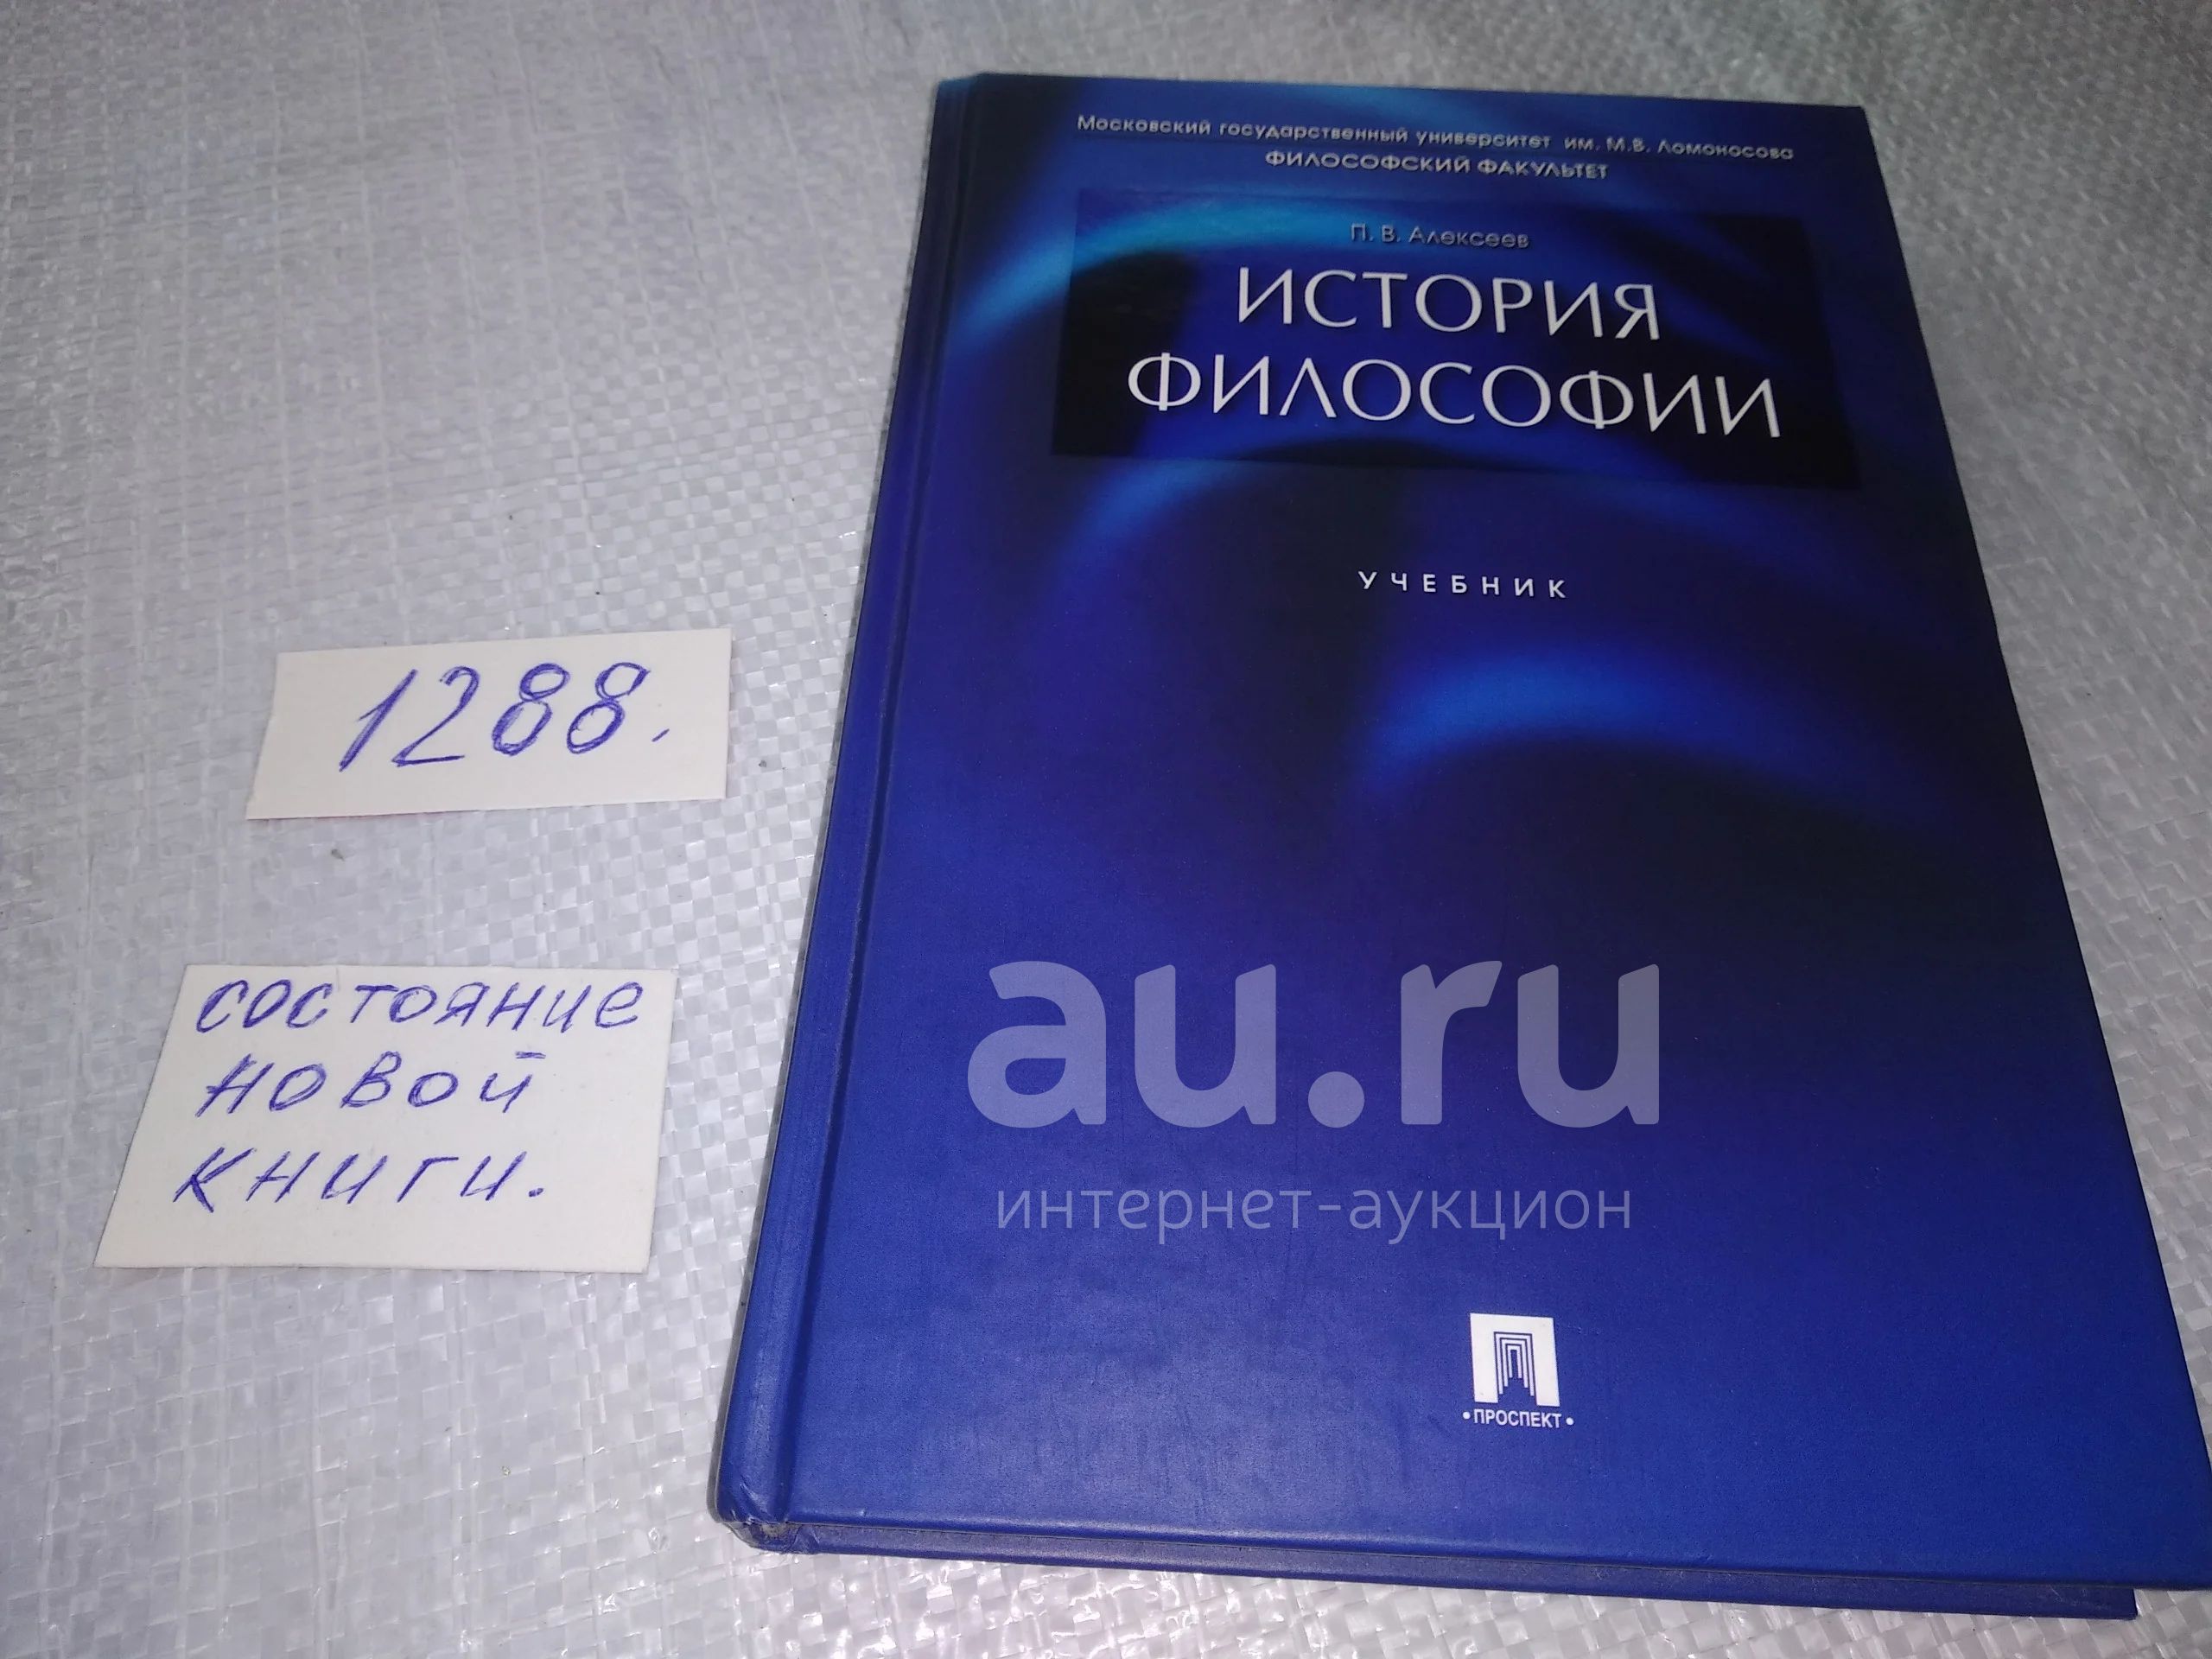 Московский государственный университет им. М.В. Ломоносова
ФИЛОСОФСКИЙ ФАКУЛЬТЕТ
П. В. Алексеев
ИСТОРИЯ
ФИЛОСОФИИ
УЧЕБНИК
1288.
состояние
новой
книги.
au.ru
интернет-аукцион
• ПРОСПЕКТ •